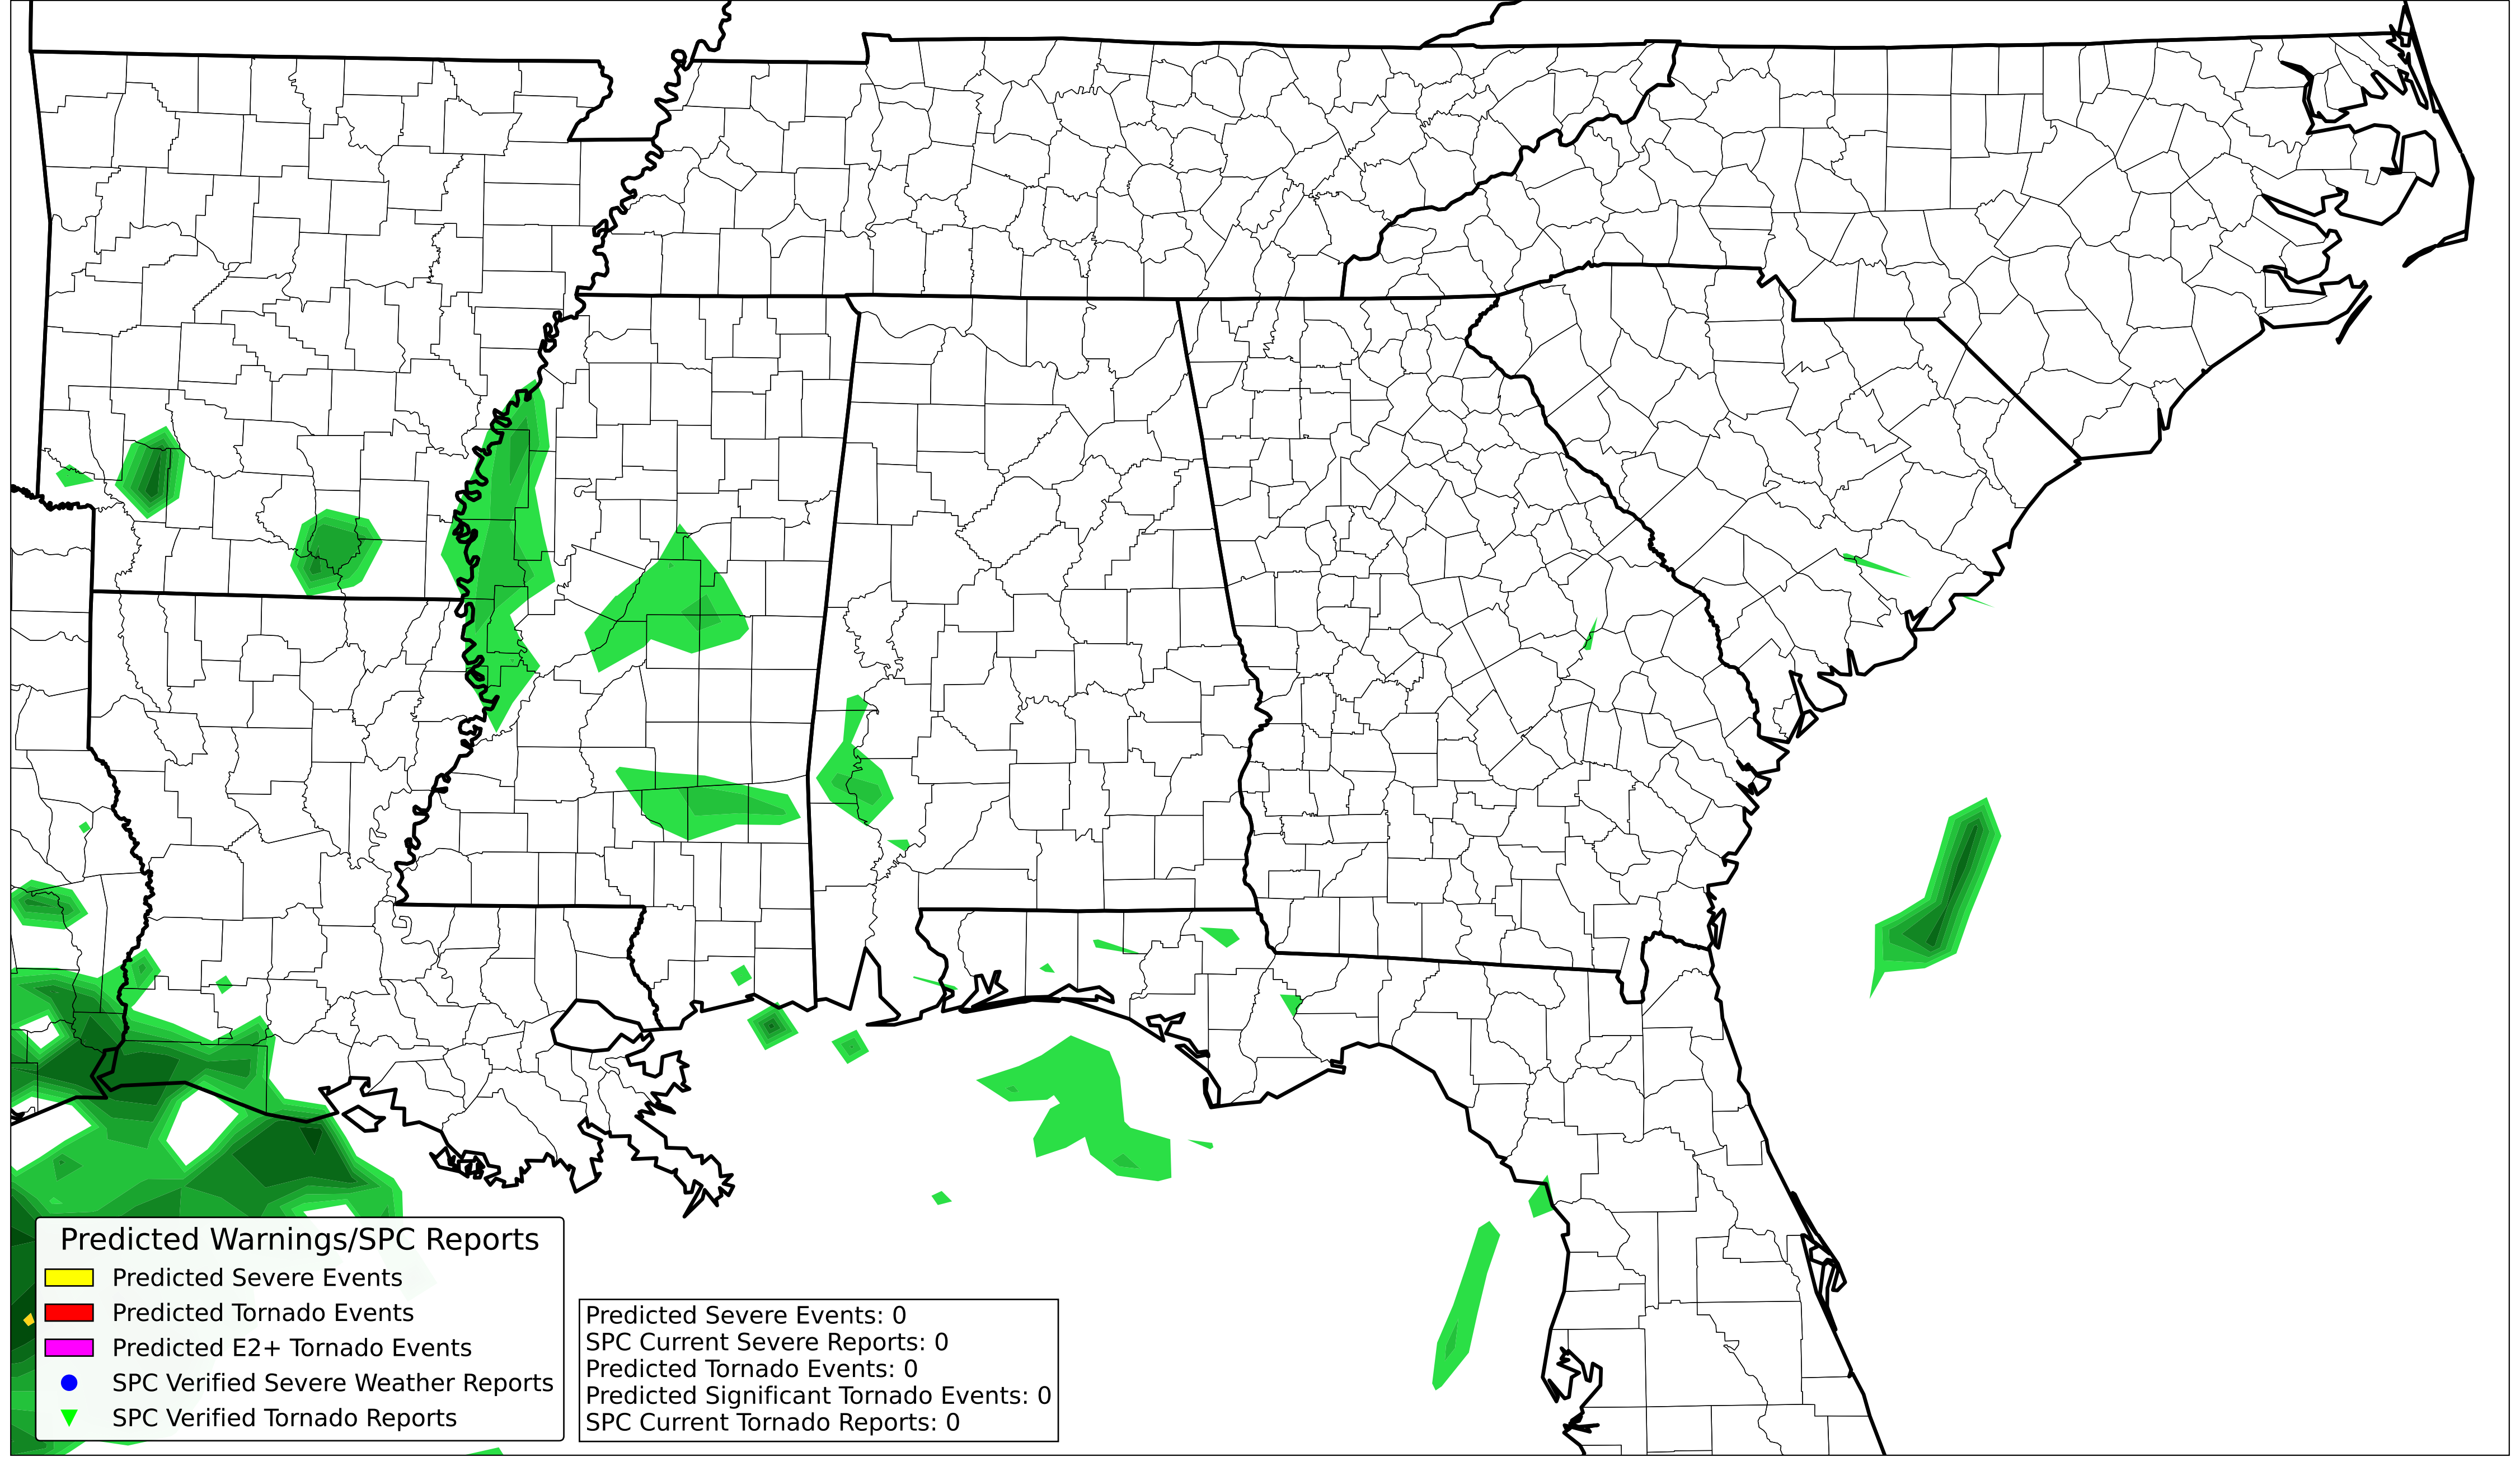 Predicted Warnings/SPC Reports
Predicted Severe Events
Predicted Tornado Events
Predicted E2+ Tornado Events
SPC Verified Severe Weather Reports
SPC Verified Tornado Reports
Predicted Severe Events: 0
SPC Current Severe Reports: 0
Predicted Tornado Events: 0
Predicted Significant Tornado Events: 0
SPC Current Tornado Reports: 0